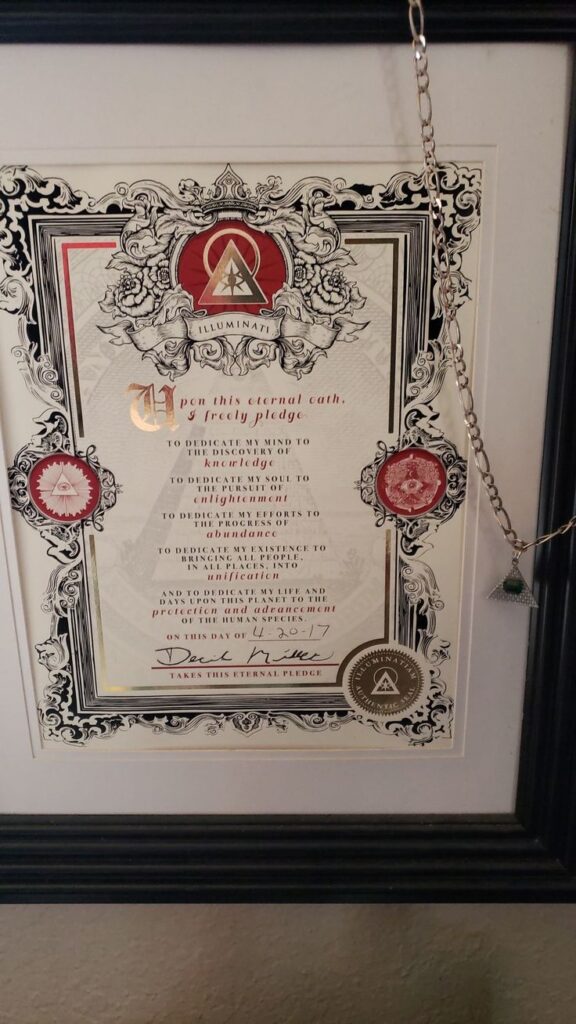 ILLUMINATI
Upon this eternal oath,
I freely pledge
TO DEDICATE MY MIND TO
THE DISCOVERY OF
knowledge
TO DEDICATE MY SOUL TO
THE PURSUIT OF
enlightenment
TO DEDICATE MY EFFORTS TO
THE PROGRESS OF
abundance
TO DEDICATE MY EXISTENCE TO
BRINGING ALL PEOPLE,
IN ALL PLACES, INTO
unification
AND TO DEDICATE MY LIFE AND
DAYS UPON THIS PLANET TO THE
protection and advancement
OF THE HUMAN SPECIES.
ON THIS DAY OF 4-20-17
TAKES THIS ETERNAL PLEDGE
ILLUMINATIAM
AUTHENTIC SEAL